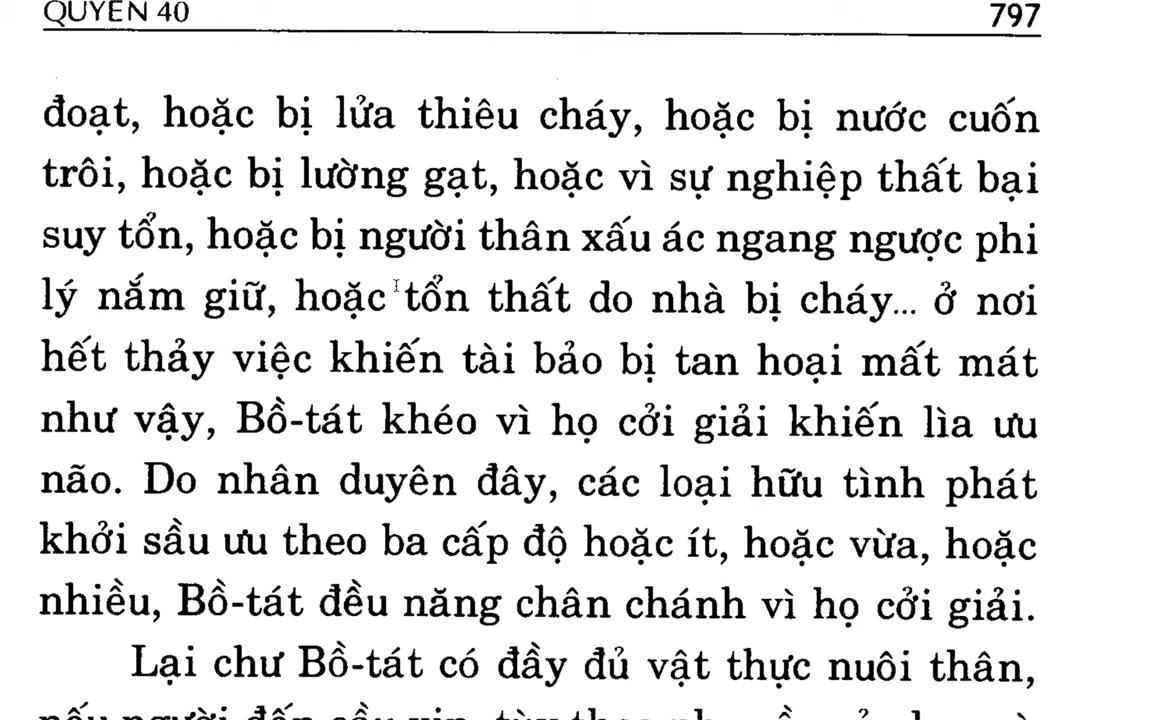 QUYỂN 40
797
đoạt, hoặc bị lửa thiêu cháy, hoặc bị nước cuốn
trôi, hoặc bị lường gạt, hoặc vì sự nghiệp thất bại
suy tổn, hoặc bị người thân xấu ác ngang ngược phi
lý nắm giữ, hoặc tổn thất do nhà bị cháy... ở nơi
hết thảy việc khiến tài bảo bị tan hoại mất mát
như vậy, Bồ-tát khéo vì họ cởi giải khiến lìa ưu
não. Do nhân duyên đây, các loại hữu tình phát
khởi sầu ưu theo ba cấp độ hoặc ít, hoặc vừa, hoặc
nhiều, Bồ-tát đều năng chân chánh vì họ cởi giải.
Lại chư Bồ-tát có đầy đủ vật thực nuôi thân,